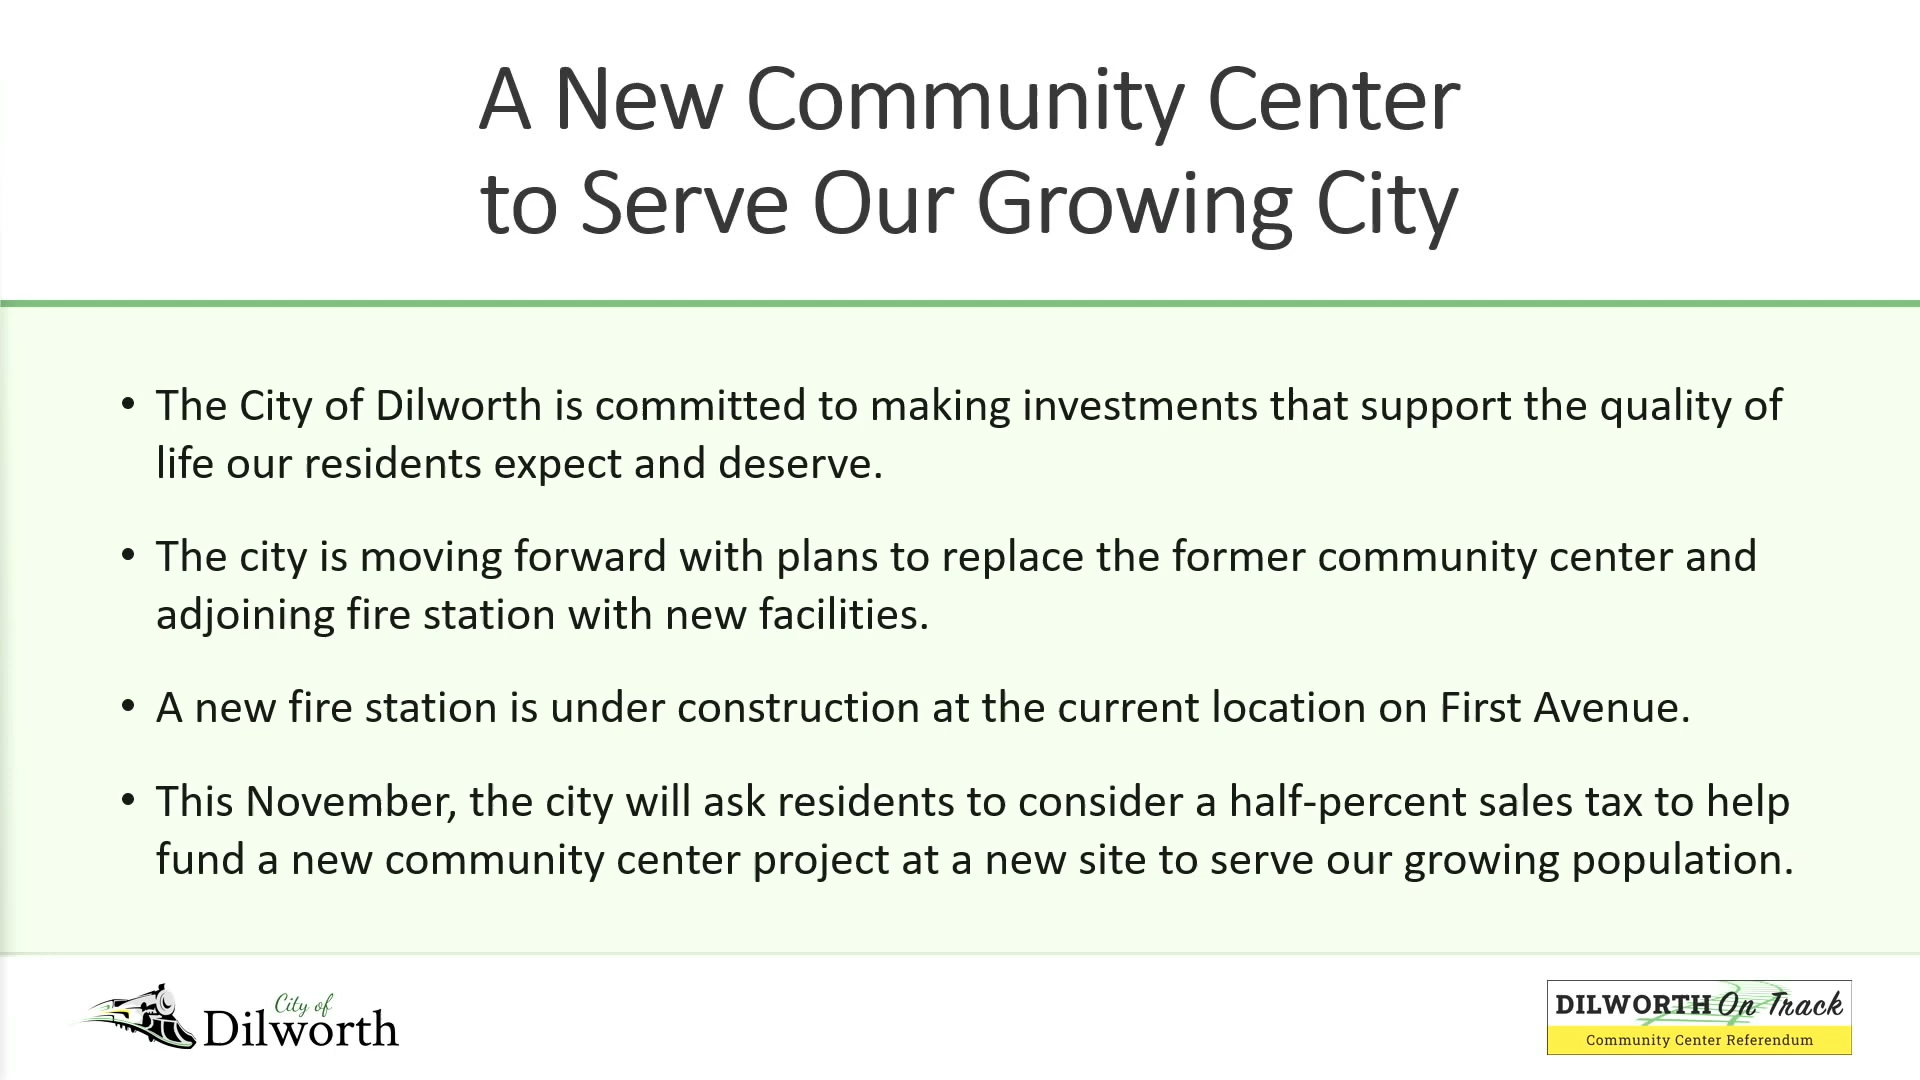 A New Community Center
to Serve Our Growing City
• The City of Dilworth is committed to making investments that support the quality of
life our residents expect and deserve.
• The city is moving forward with plans to replace the former community center and
adjoining fire station with new facilities.
• A new fire station is under construction at the current location on First Avenue.
• This November, the city will ask residents to consider a half-percent sales tax to help
fund a new community center project at a new site to serve our growing population.
City of
Dilworth
DILWORTH On Track
Community Center Referendum